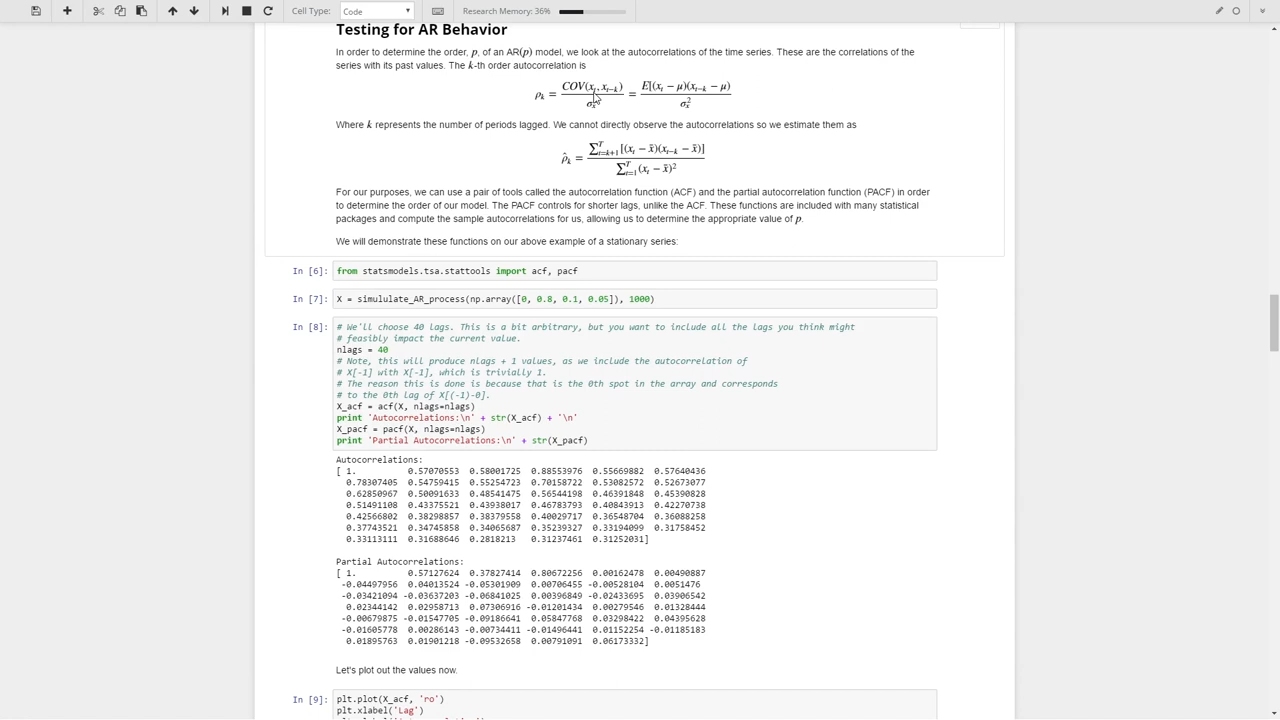 Cell Type: Code Research Memory: 36%
Testing for AR Behavior
In order to determine the order, p, of an AR(p) model, we look at the autocorrelations of the time series. These are the correlations of the
series with its past values. The k-th order autocorrelation is
ρₖ = COV(xₜ, xₜ₋ₖ) / σₓ² = E[(xₜ − μ)(xₜ₋ₖ − μ) / σₓ²
Where k represents the number of periods lagged. We cannot directly observe the autocorrelations so we estimate them as
ρ̂ₖ = ∑ᵀₜ₌ₖ₊₁[(xₜ − x̄)(xₜ₋ₖ − x̄)] / ∑ᵀₜ₌₁(xₜ − x̄)²
For our purposes, we can use a pair of tools called the autocorrelation function (ACF) and the partial autocorrelation function (PACF) in order
to determine the order of our model. The PACF controls for shorter lags, unlike the ACF. These functions are included with many statistical
packages and compute the sample autocorrelations for us, allowing us to determine the appropriate value of p.
We will demonstrate these functions on our above example of a stationary series:
In [6]: from statsmodels.tsa.stattools import acf, pacf
In [7]: X = simululate_AR_process(np.array([0, 0.8, 0.1, 0.05]), 1000)
In [8]: # We'll choose 40 lags. This is a bit arbitrary, but you want to include all the lags you think might
# feasibly impact the current value.
nlags = 40
# Note, this will produce nlags + 1 values, as we include the autocorrelation of
# X[-1] with X[-1], which is trivially 1.
# The reason this is done is because that is the 0th spot in the array and corresponds
# to the 0th lag of X[(-1)-0].
X_acf = acf(X, nlags=nlags)
print 'Autocorrelations:\n' + str(X_acf) + '\n'
X_pacf = pacf(X, nlags=nlags)
print 'Partial Autocorrelations:\n' + str(X_pacf)
Autocorrelations:
[ 1. 0.57070553 0.58001725 0.88553976 0.55669882 0.57640436
0.78307405 0.54759415 0.55254723 0.70158722 0.53082572 0.52673077
0.62850967 0.50091633 0.48541475 0.56544198 0.46391848 0.45390828
0.51491108 0.43375521 0.43938017 0.46783793 0.40843913 0.42270738
0.42566802 0.38298857 0.38379558 0.40029717 0.36548704 0.36088258
0.37743521 0.34745858 0.34065687 0.35239327 0.33194099 0.31758452
0.33113111 0.31688646 0.2818213 0.31237461 0.31252031]
Partial Autocorrelations:
[ 1. 0.57127624 0.37827414 0.80672256 0.00162478 0.00490887
-0.04497956 0.04013524 -0.05301909 0.00706455 -0.00528104 0.0051476
-0.03421094 -0.03637203 -0.06841025 0.00396849 -0.02433695 0.03906542
0.02344142 0.02958713 0.07306916 -0.01201434 0.00279546 0.01328444
-0.00679875 -0.01547705 -0.09186641 0.05847768 0.03298422 0.04395628
-0.01605778 0.00286143 -0.00734411 -0.01496441 0.01152254 -0.01185183
0.01895763 0.01901218 -0.09532658 0.00791091 0.06173332]
Let's plot out the values now.
In [9]: plt.plot(X_acf, 'ro')
plt.xlabel('Lag')